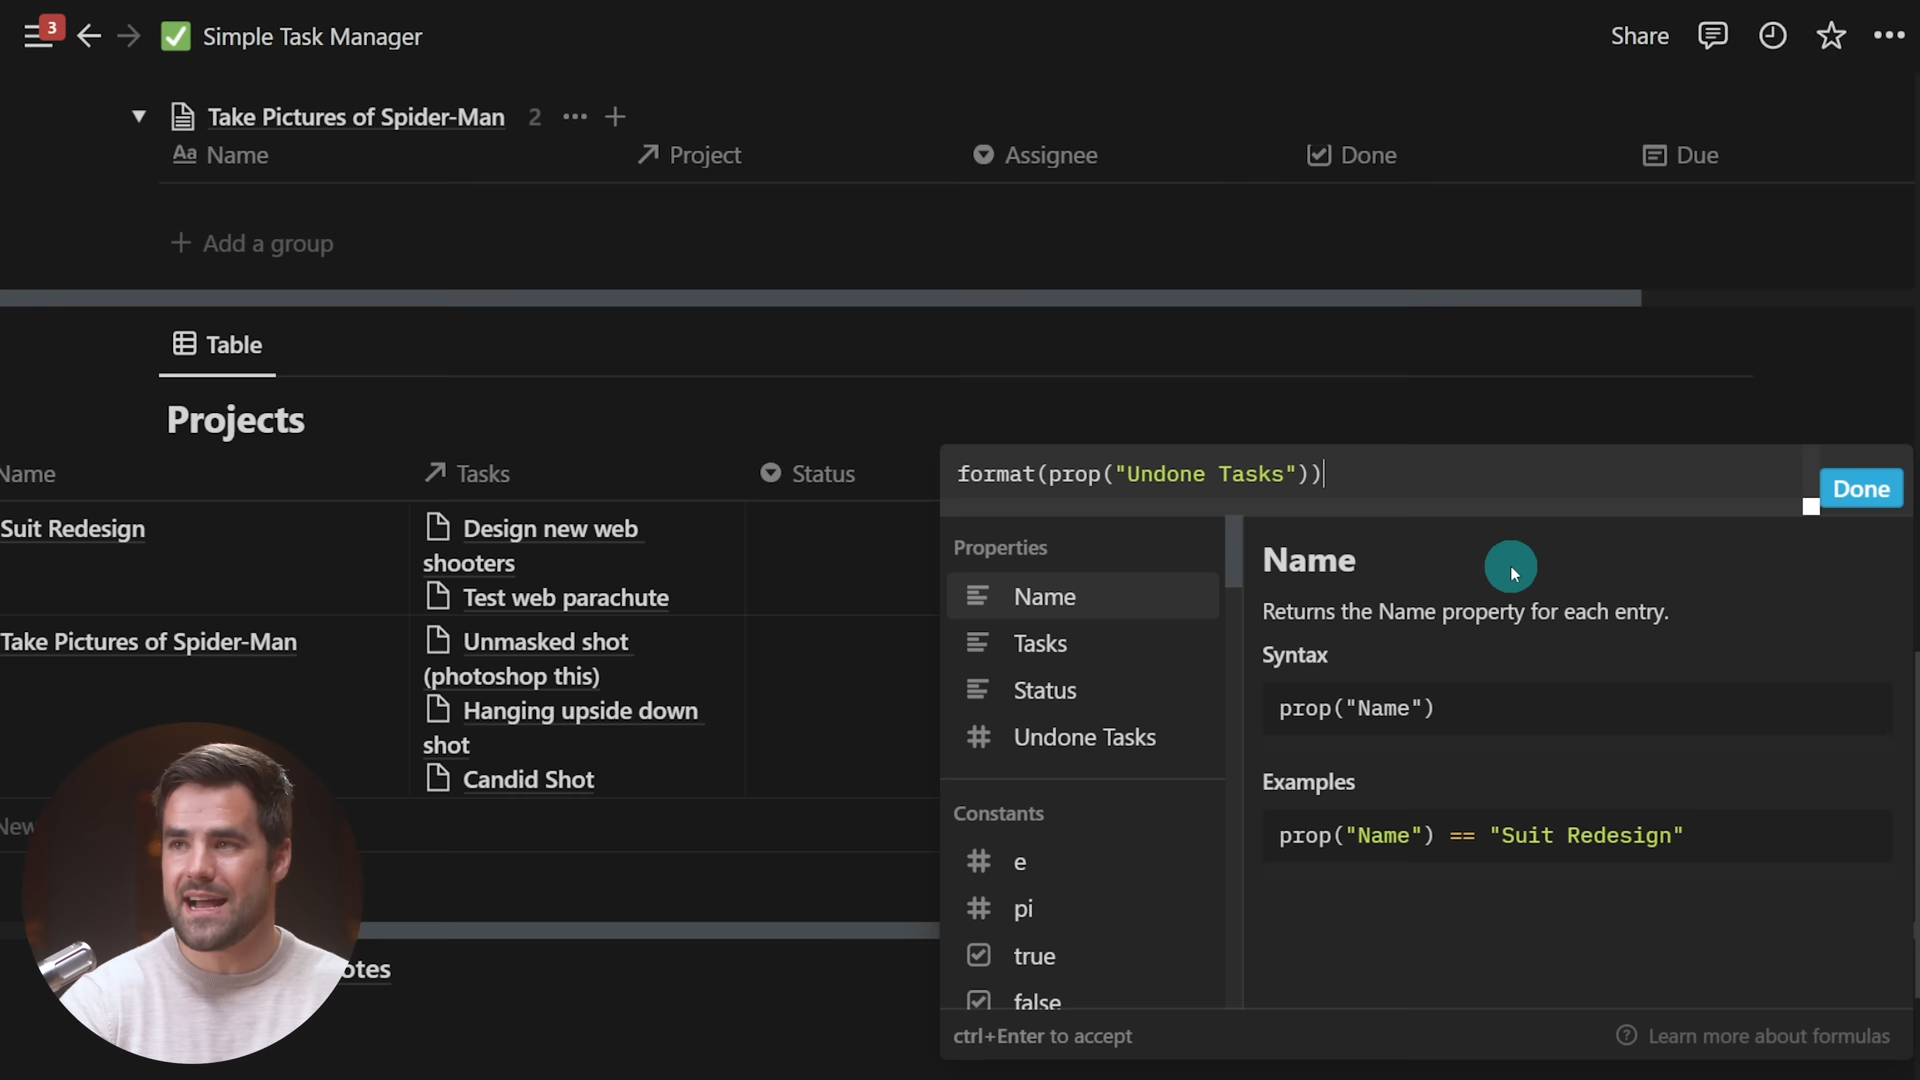 3
Simple Task Manager
Share
Take Pictures of Spider-Man 2
Aa Name
Project
Assignee
Done
Due
+ Add a group
Table
Projects
Name
Tasks
Status
Suit Redesign
Design new web
shooters
Test web parachute
Take Pictures of Spider-Man
Unmasked shot
(photoshop this)
Hanging upside down
shot
Candid Shot
New
otes
format(prop("Undone Tasks"))
Done
Properties
Name
Tasks
Status
# Undone Tasks
Constants
# e
# pi
true
false
Name
Returns the Name property for each entry.
Syntax
prop("Name")
Examples
prop("Name") == "Suit Redesign"
ctrl+Enter to accept
? Learn more about formulas